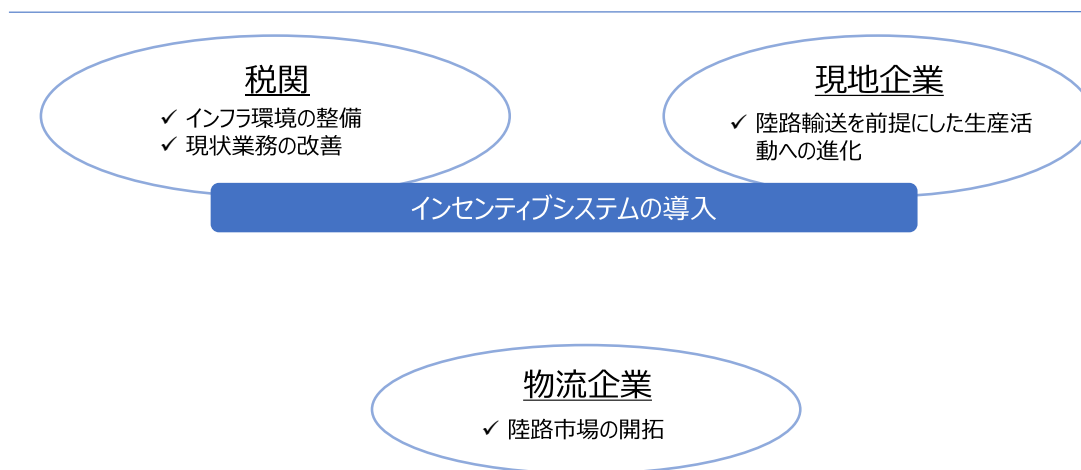 税関
✓ インフラ環境の整備
✓ 現状業務の改善
現地企業
✓ 陸路輸送を前提にした生産活
動への進化
インセンティブシステムの導入
物流企業
✓ 陸路市場の開拓